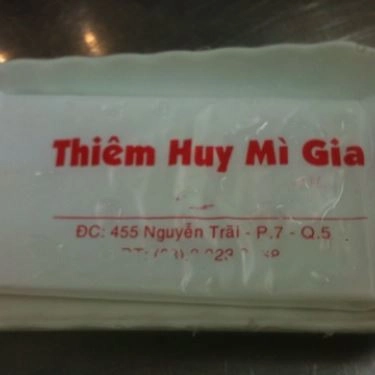 Thiêm Huy Mì Gia
ĐC: 455 Nguyễn Trãi - P.7 - Q.5